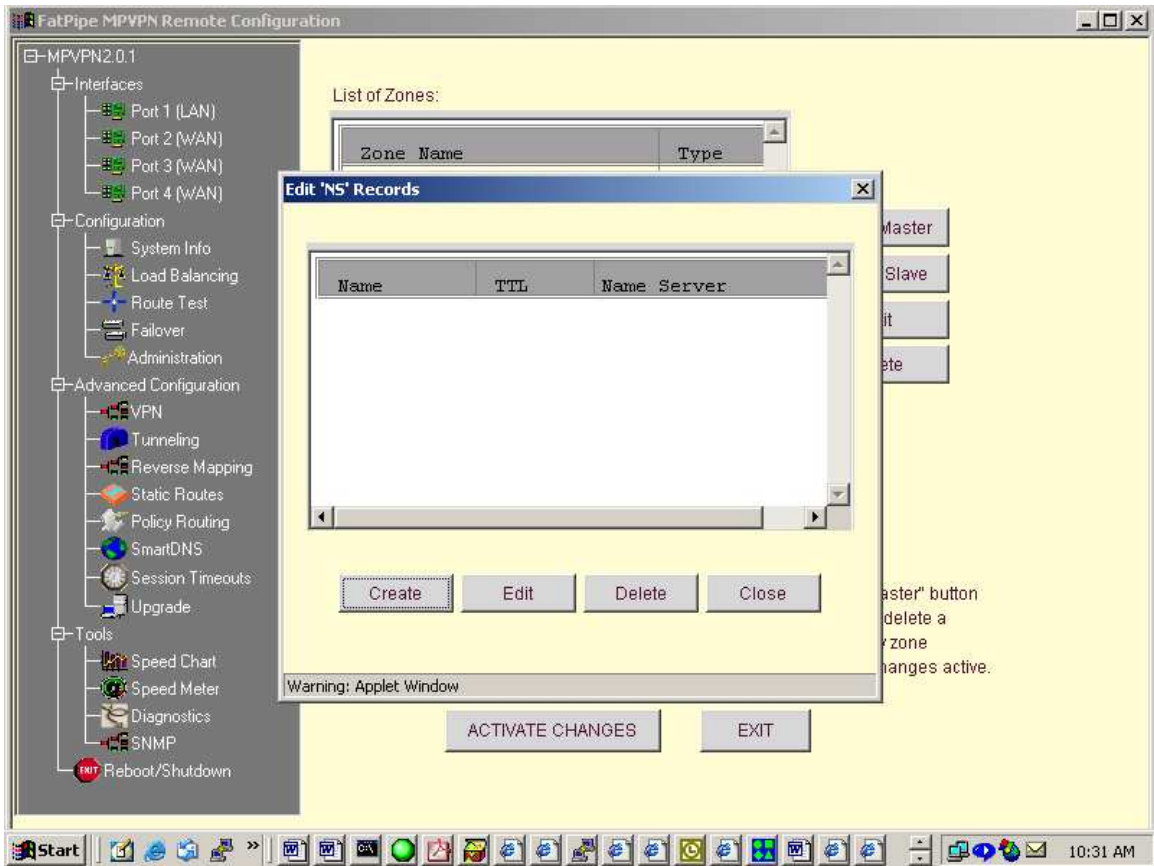 FatPipe MPVPN Remote Configuration
MPVPN2.0.1
Interfaces
Port 1 (LAN)
Port 2 (WAN)
Port 3 (WAN)
Port 4 (WAN)
Configuration
System Info
Load Balancing
Route Test
Failover
Administration
Advanced Configuration
VPN
Tunneling
Reverse Mapping
Static Routes
Policy Routing
SmartDNS
Session Timeouts
Upgrade
Tools
Speed Chart
Speed Meter
Diagnostics
SNMP
EXIT Reboot/Shutdown
List of Zones:
Zone Name Type
Master
Slave
it
ete
Edit 'NS' Records
Name TTL Name Server
Create Edit Delete Close
Warning: Applet Window
aster" button
delete a
zone
hanges active.
ACTIVATE CHANGES EXIT
Start » 10:31 AM